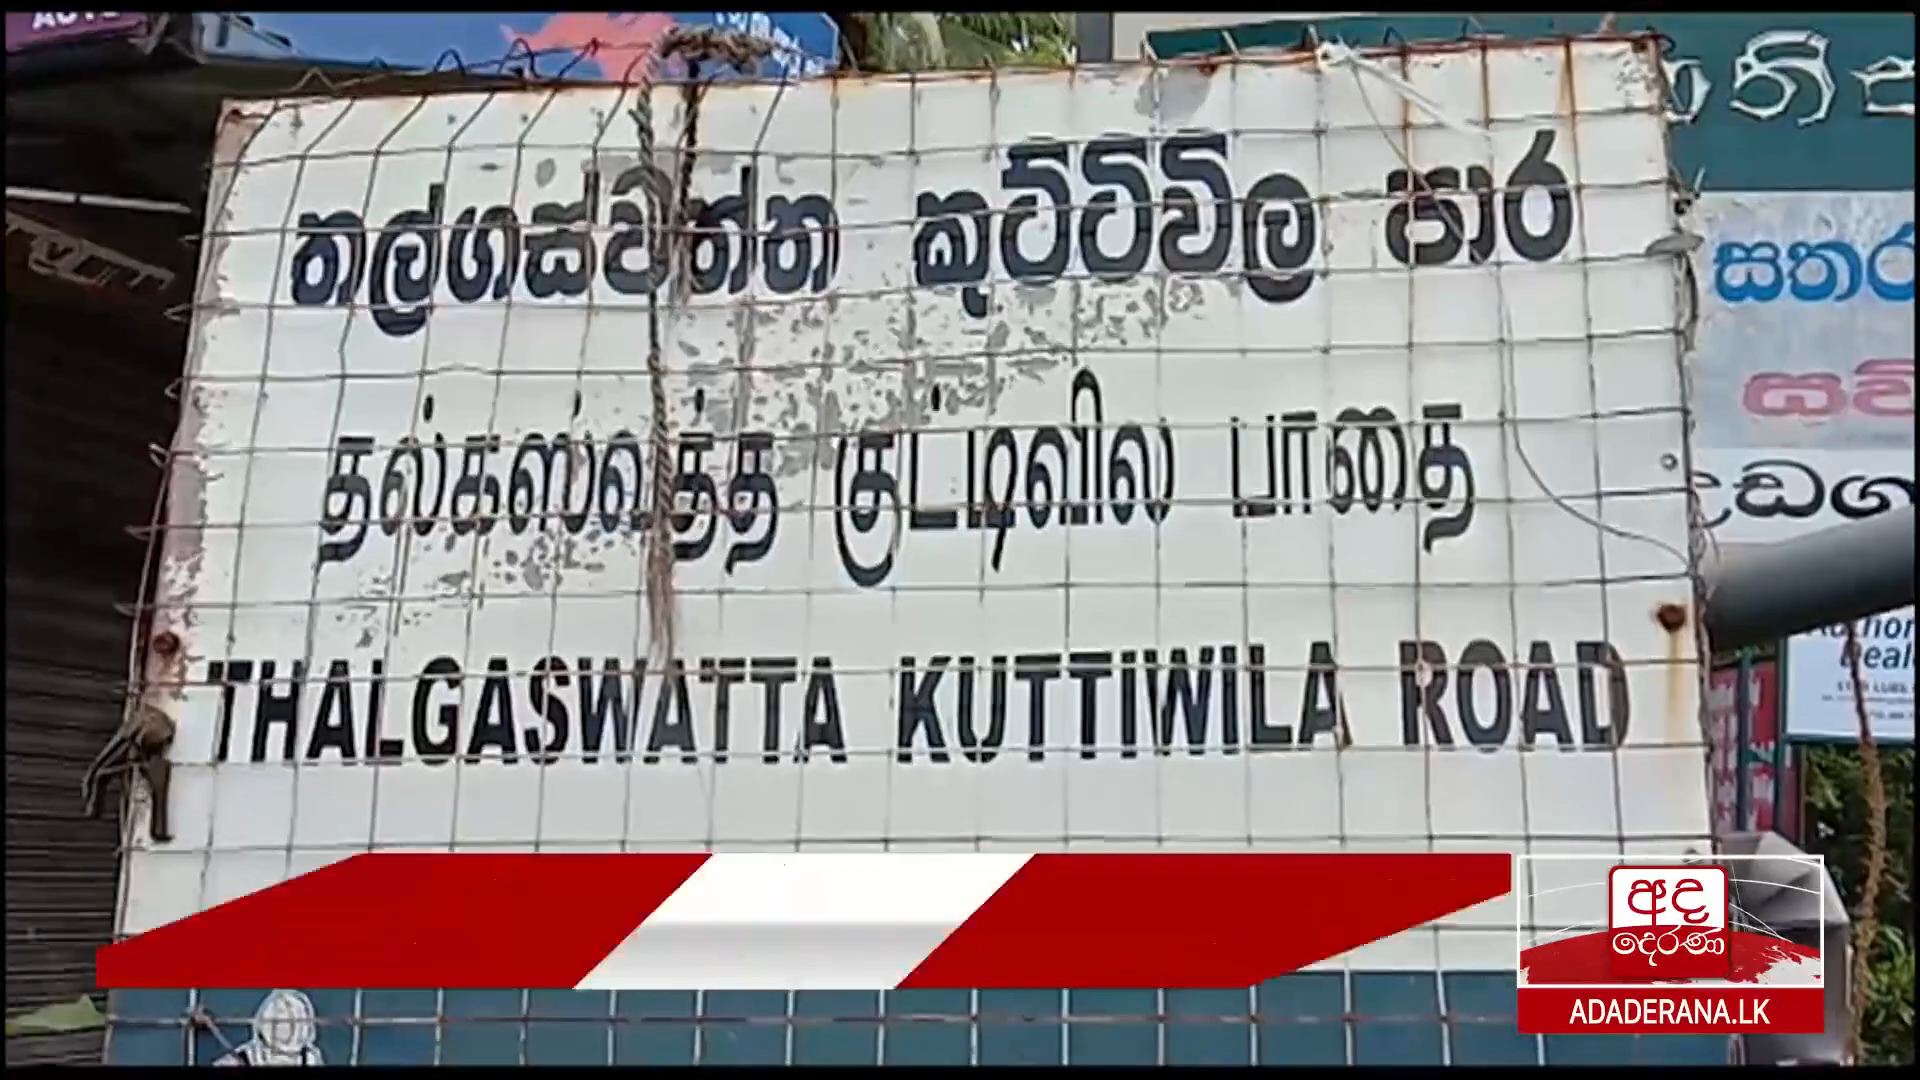 තල්ගස්වත්ත කුට්ටිවිල පාර
தல்கஸ்வத்த குட்டிவில பாதை
THALGASWATTA KUTTIWILA ROAD
සතර
අද
දෙරණ
ADADERANA.LK